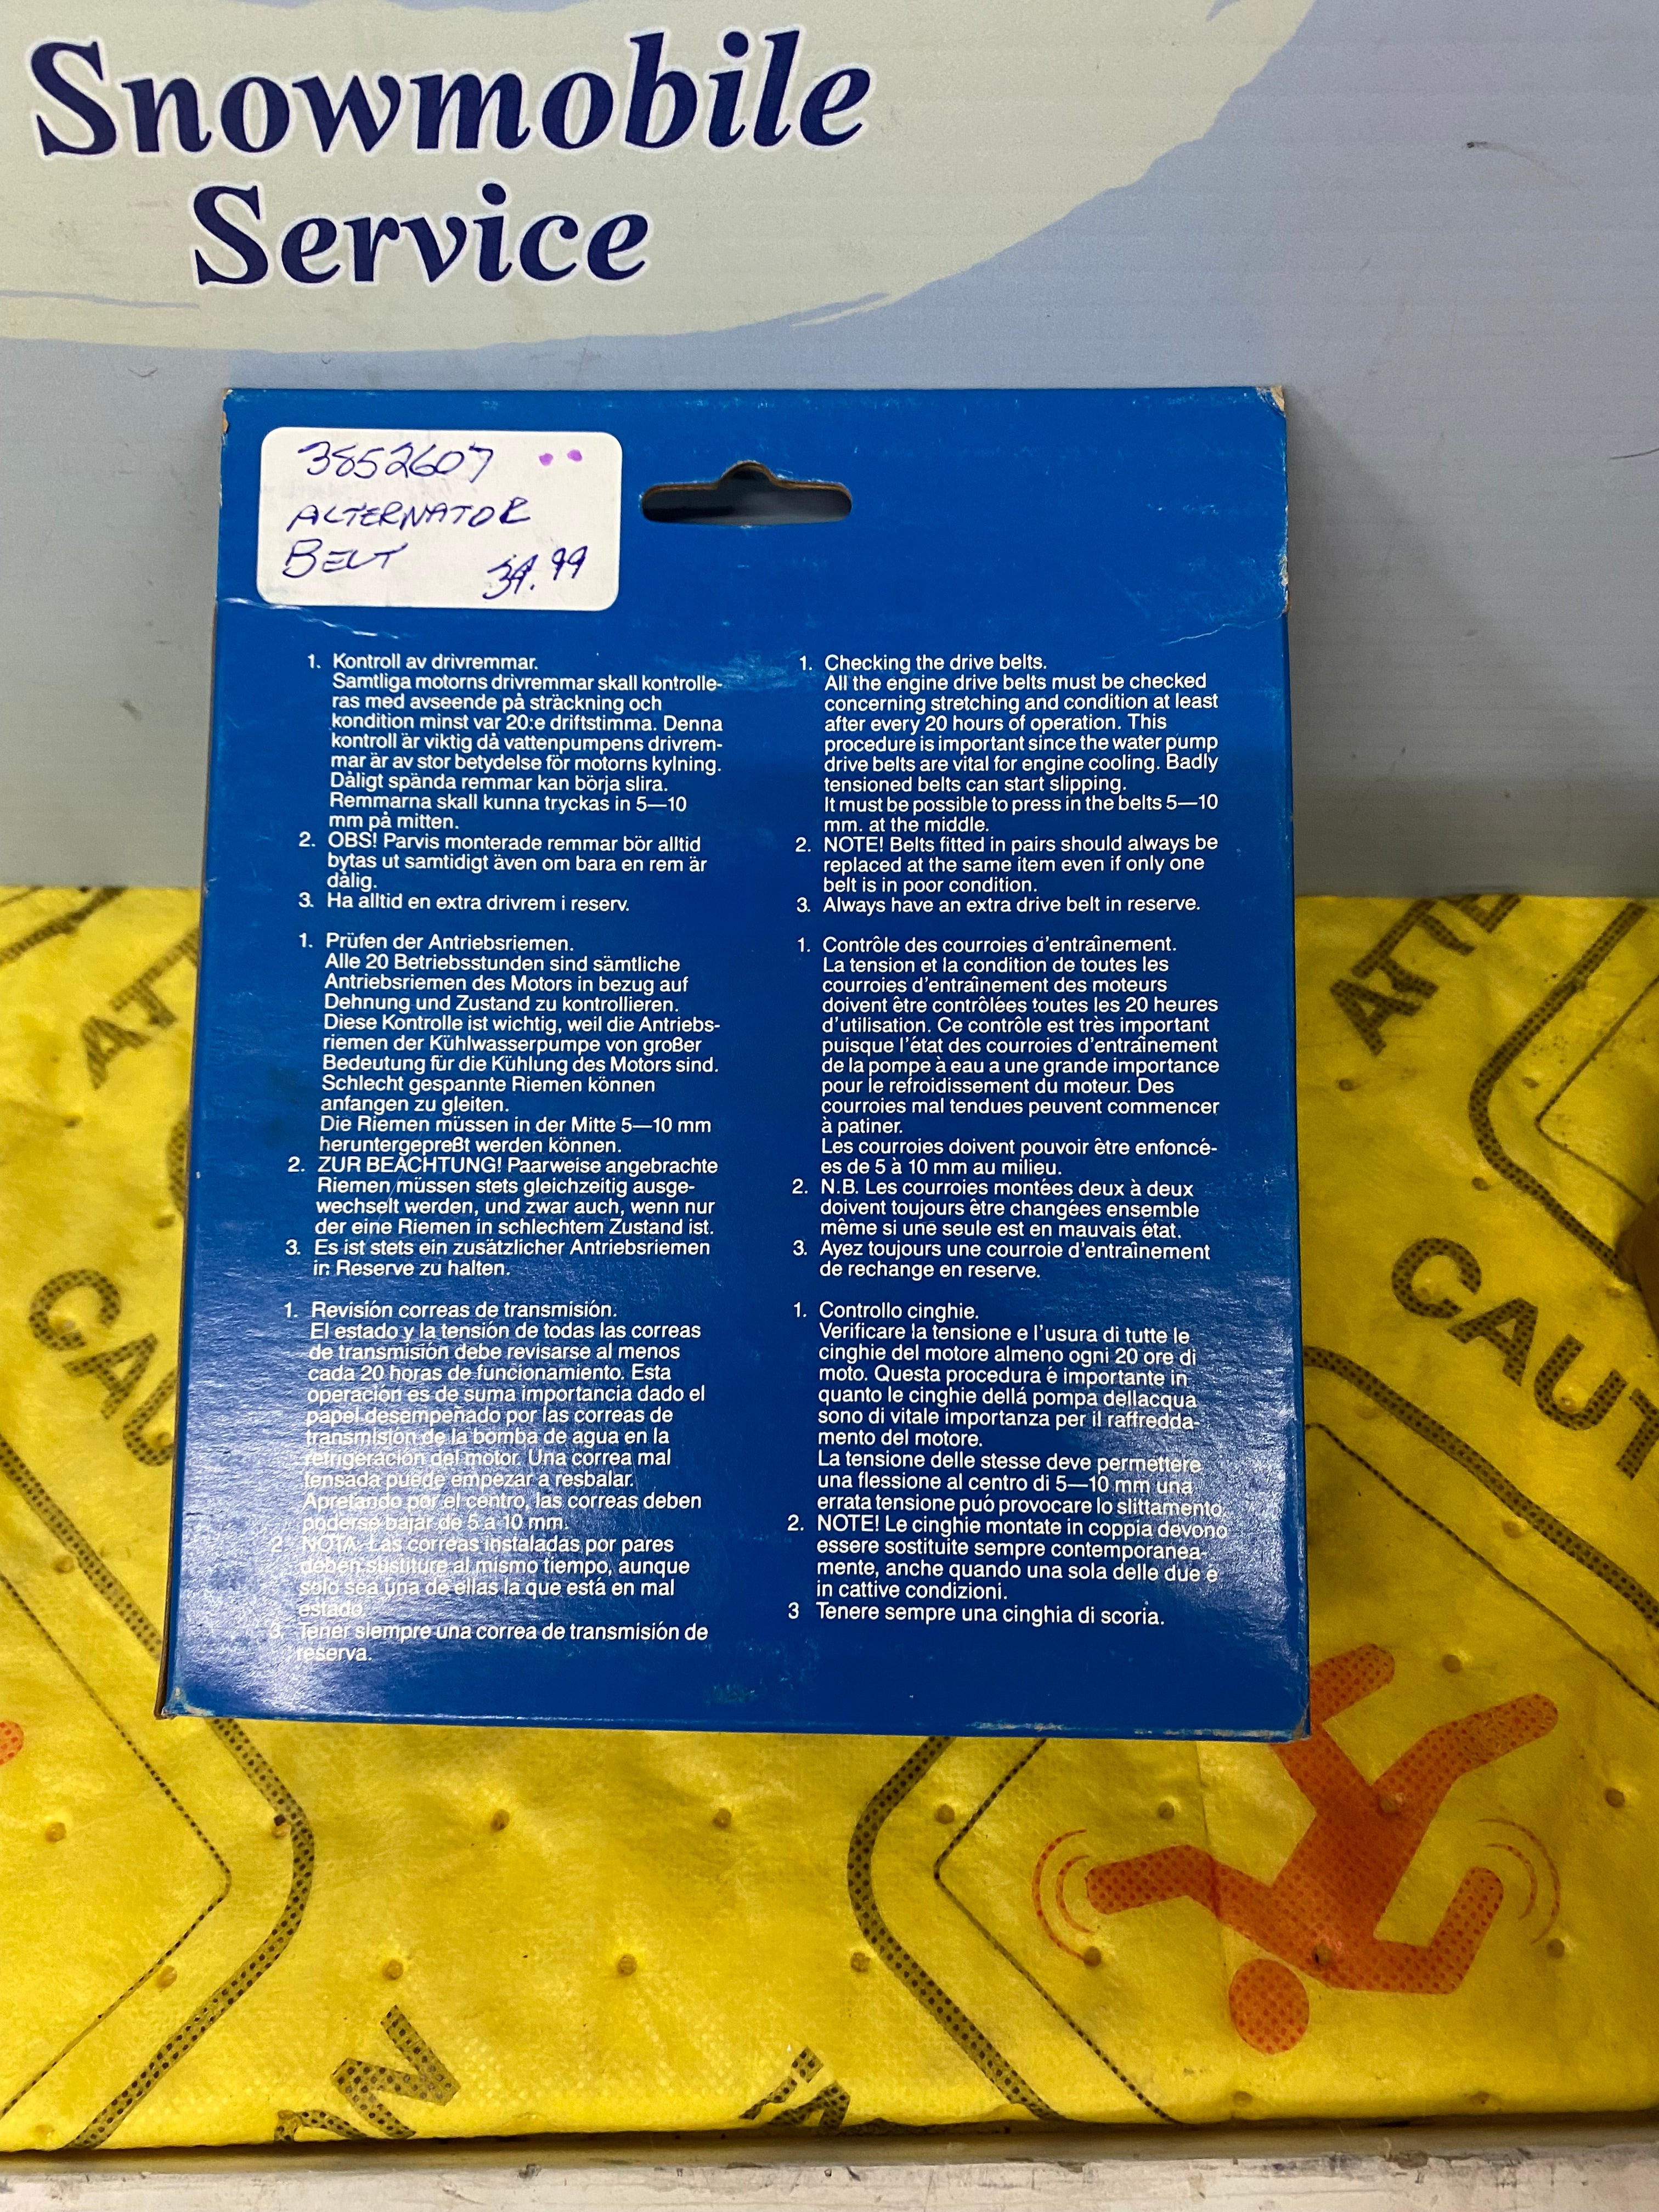 Snowmobile
Service
3852607
ALTERNATOR
BELT 34.99
1. Kontroll av drivremmar.
Samtliga motorns drivremmar skall kontrolle-
ras med avseende på sträckning och
kondition minst var 20:e driftstimma. Denna
kontroll är viktig då vattenpumpens drivrem-
mar är av stor betydelse för motorns kylning.
Dåligt spända remmar kan börja slira.
Remmarna skall kunna tryckas in 5—10
mm på mitten.
2. OBS! Parvis monterade remmar bör alltid
bytas ut samtidigt även om bara en rem är
dålig.
3. Ha alltid en extra drivrem i reserv.
1. Checking the drive belts.
All the engine drive belts must be checked
concerning stretching and condition at least
after every 20 hours of operation. This
procedure is important since the water pump
drive belts are vital for engine cooling. Badly
tensioned belts can start slipping.
It must be possible to press in the belts 5—10
mm. at the middle.
2. NOTE! Belts fitted in pairs should always be
replaced at the same item even if only one
belt is in poor condition.
3. Always have an extra drive belt in reserve.
1. Prüfen der Antriebsriemen.
Alle 20 Betriebsstunden sind sämtliche
Antriebsriemen des Motors in bezug auf
Dehnung und Zustand zu kontrollieren.
Diese Kontrolle ist wichtig, weil die Antriebs-
riemen der Kühlwasserpumpe von großer
Bedeutung für die Kühlung des Motors sind.
Schlecht gespannte Riemen können
anfangen zu gleiten.
Die Riemen müssen in der Mitte 5—10 mm
heruntergepreßt werden können.
2. ZUR BEACHTUNG! Paarweise angebrachte
Riemen müssen stets gleichzeitig ausge-
wechselt werden, und zwar auch, wenn nur
der eine Riemen in schlechtem Zustand ist.
3. Es ist stets ein zusätzlicher Antriebsriemen
in Reserve zu halten.
1. Contrôle des courroies d'entraînement.
La tension et la condition de toutes les
courroies d'entraînement des moteurs
doivent être contrôlées toutes les 20 heures
d'utilisation. Ce contrôle est très important
puisque l'état des courroies d'entraînement
de la pompe à eau a une grande importance
pour le refroidissement du moteur. Des
courroies mal tendues peuvent commencer
à patiner.
Les courroies doivent pouvoir être enfoncé-
es de 5 à 10 mm au milieu.
2. N.B. Les courroies montées deux à deux
doivent toujours être changées ensemble
même si une seule est en mauvais état.
3. Ayez toujours une courroie d'entraînement
de rechange en reserve.
1. Revisión correas de transmisión.
El estado y la tensión de todas las correas
de transmisión debe revisarse al menos
cada 20 horas de funcionamiento. Esta
operación es de suma importancia dado el
papel desempeñado por las correas de
transmisión de la bomba de agua en la
refrigeración del motor. Una correa mal
tensada puede empezar a resbalar.
Apretando por el centro, las correas deben
poderse bajar de 5 a 10 mm.
2 NOTA: Las correas instaladas por pares
deben sustiture al mismo tiempo, aunque
solo sea una de ellas la que está en mal
estado.
3. Tener siempre una correa de transmisión de
reserva.
1. Controllo cinghie.
Verificare la tensione e l'usura di tutte le
cinghie del motore almeno ogni 20 ore di
moto. Questa procedura è importante in
quanto le cinghie dellá pompa dellacqua
sono di vitale importanza per il raffredda-
mento del motore.
La tensione delle stesse deve permettere
una flessione al centro di 5—10 mm una
errata tensione puó provocare lo slittamento.
2. NOTE! Le cinghie montate in coppia devono
essere sostituite sempre contemporanea-
mente, anche quando una sola delle due è
in cattive condizioni.
3 Tenere sempre una cinghia di scoria.
ATTE
ATTE
CAU
CAUT